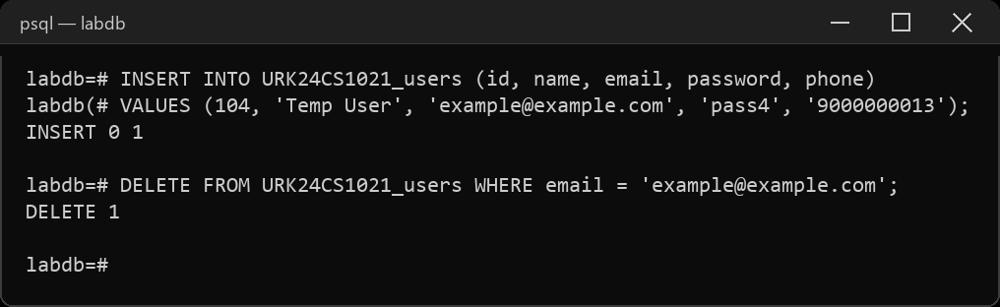 psql — labdb
labdb=# INSERT INTO URK24CS1021_users (id, name, email, password, phone)
labdb(# VALUES (104, 'Temp User', 'example@example.com', 'pass4', '9000000013');
INSERT 0 1
labdb=# DELETE FROM URK24CS1021_users WHERE email = 'example@example.com';
DELETE 1
labdb=#